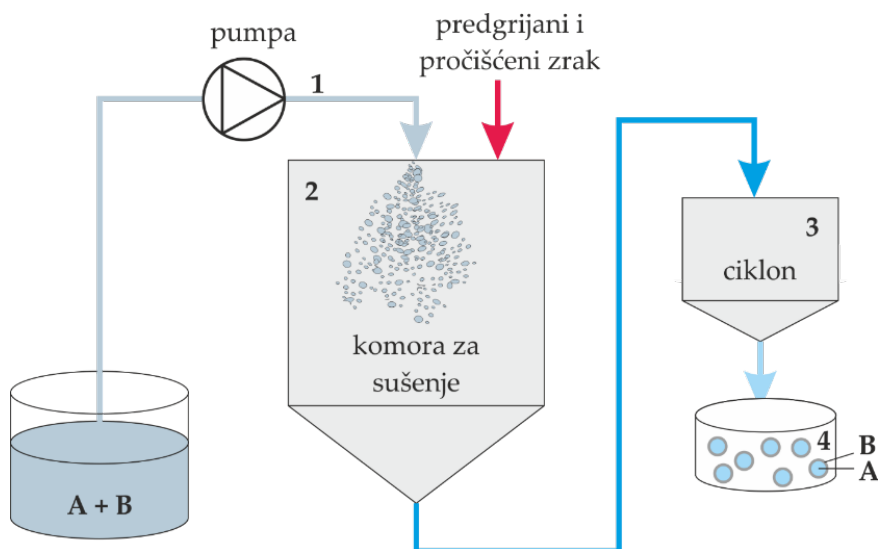 pumpa
1
predgrijani i
pročišćeni zrak
2
komora za
sušenje
3
ciklon
A + B
4
B
A